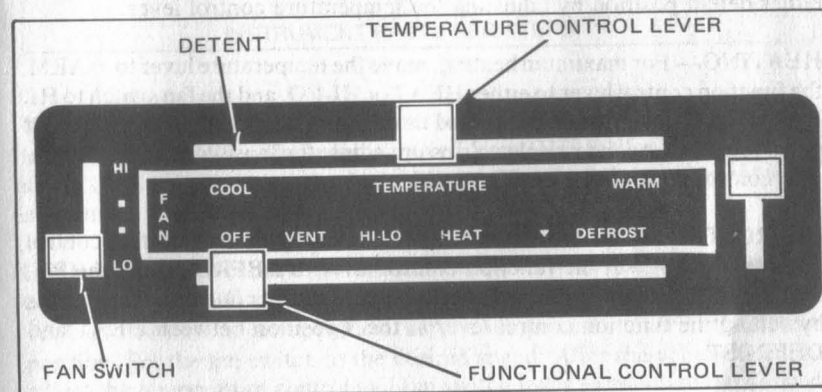 TEMPERATURE CONTROL LEVER
DETENT
HI
LO
FAN
COOL TEMPERATURE WARM
OFF VENT HI-LO HEAT ▼ DEFROST
FAN SWITCH
FUNCTIONAL CONTROL LEVER